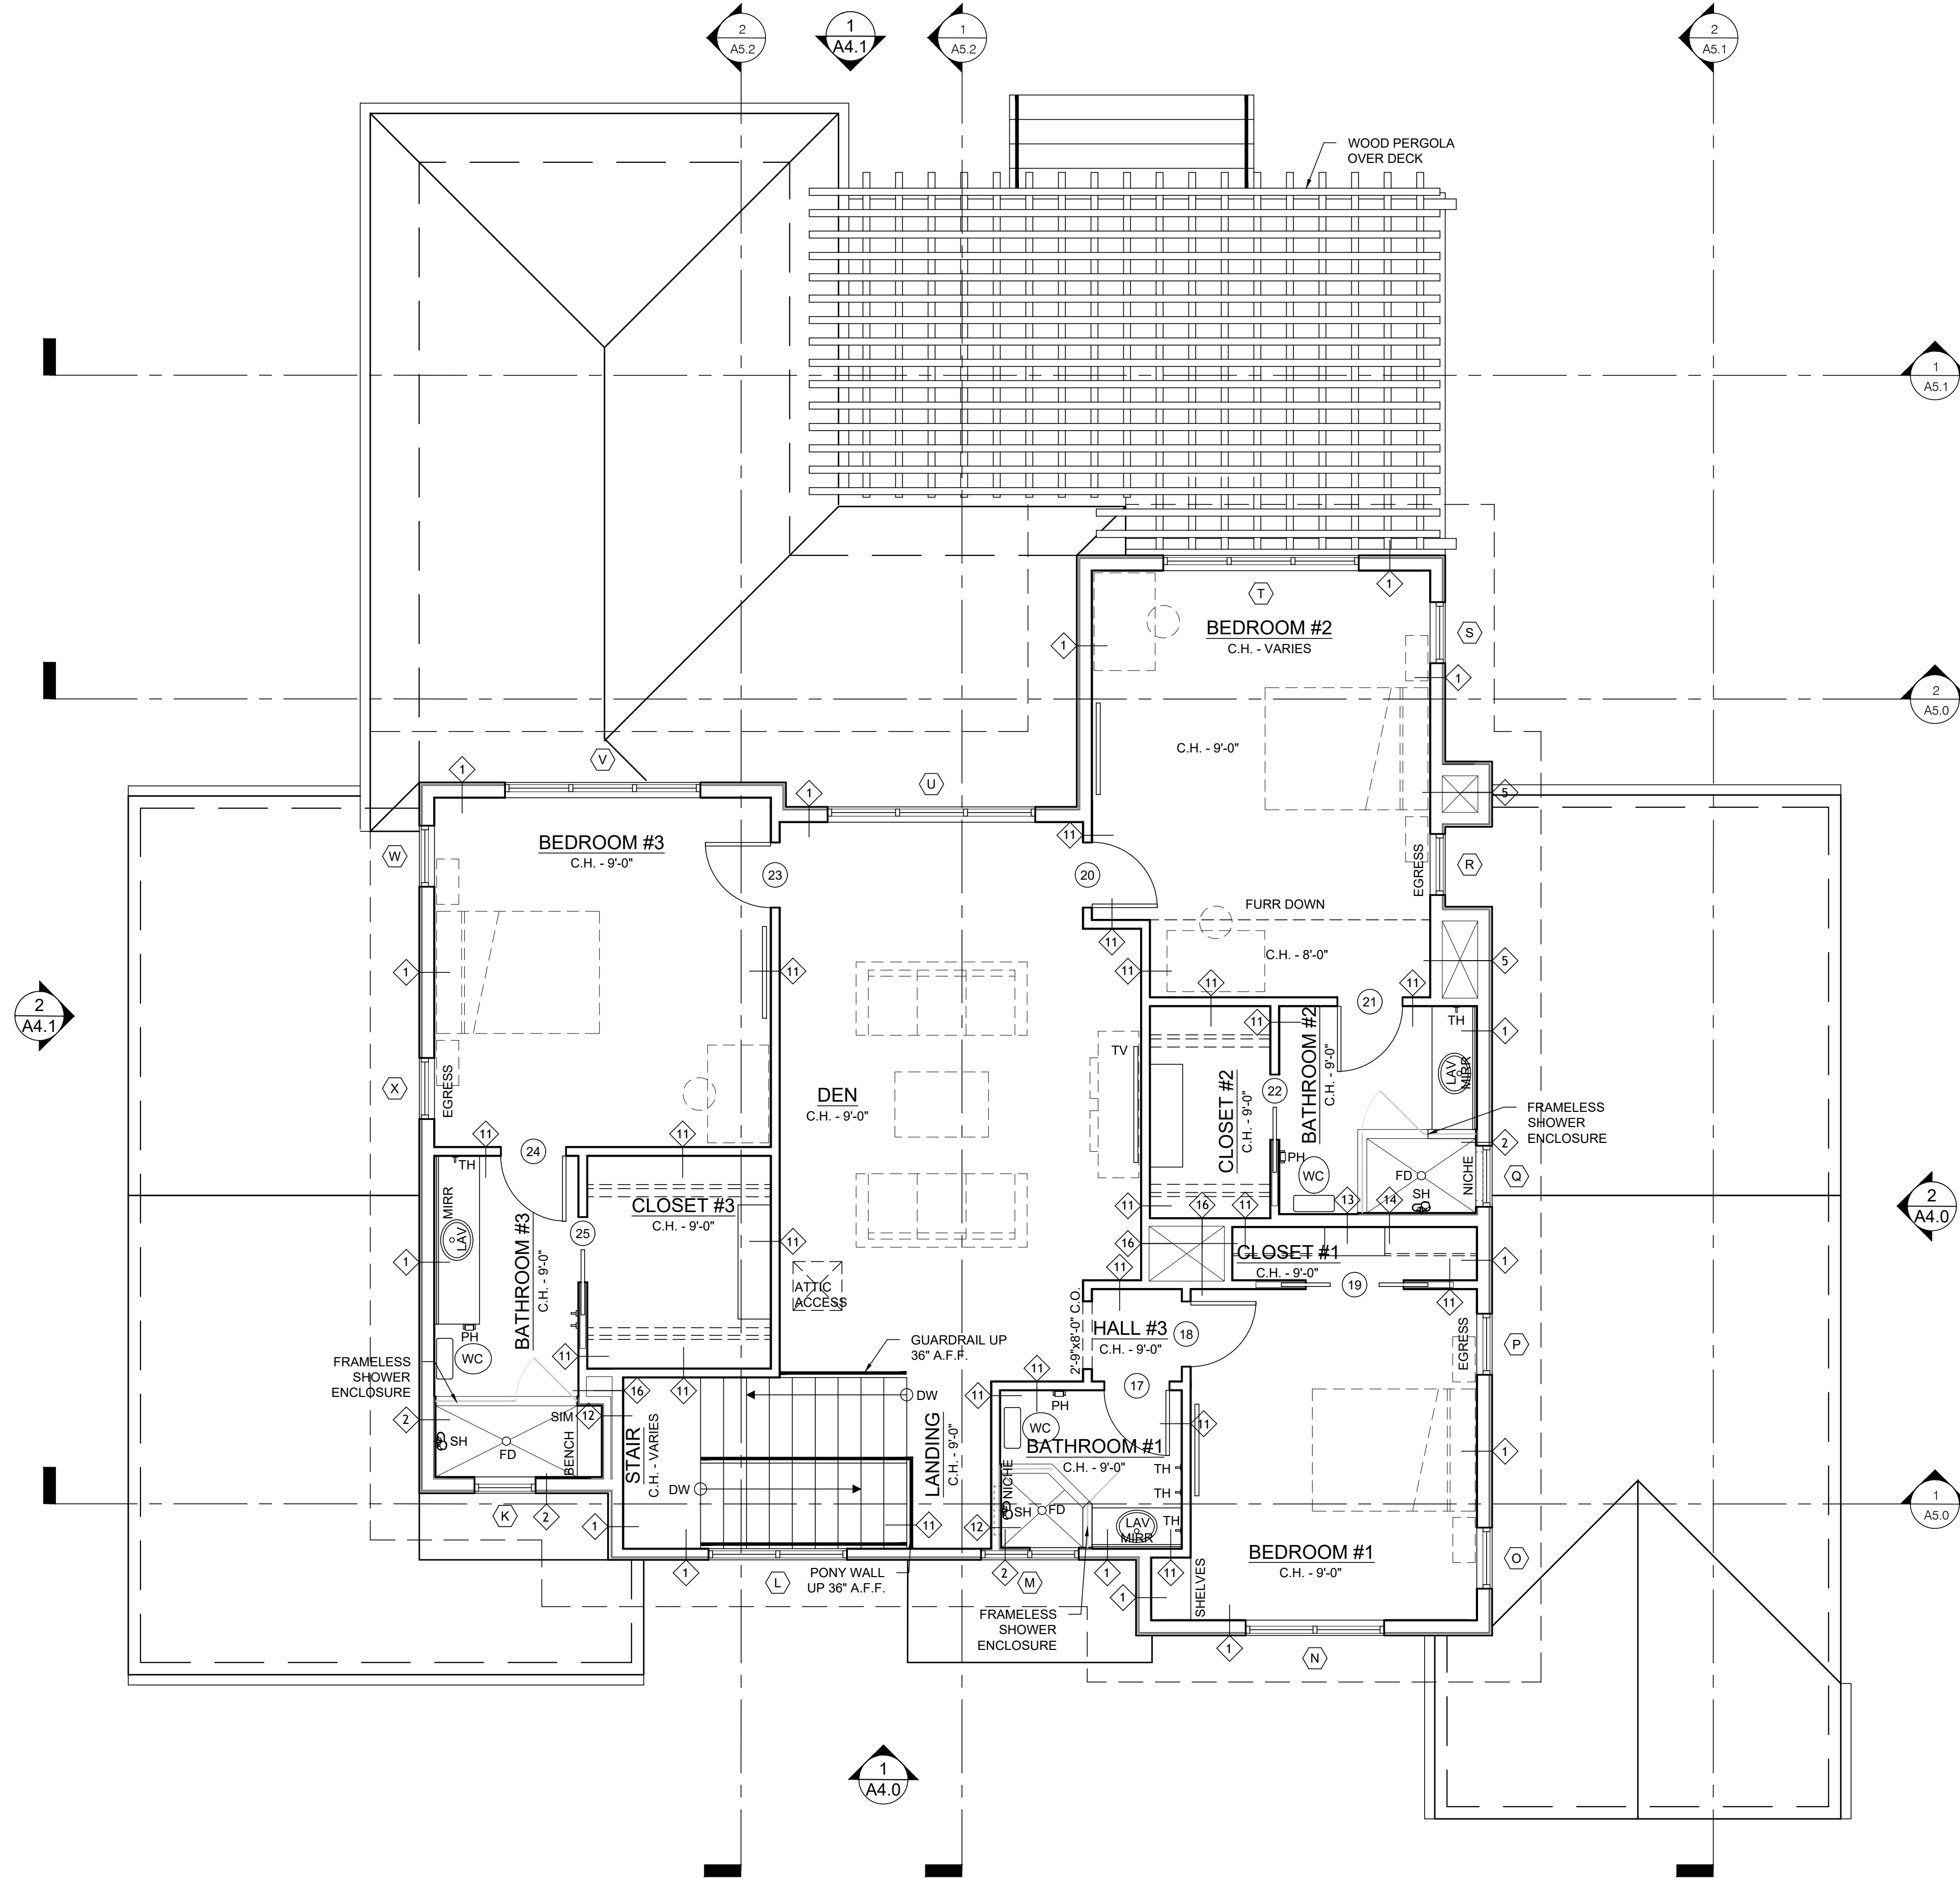 2
A5.2
1
A4.1
1
A5.2
2
A5.1
WOOD PERGOLA
OVER DECK
1
A5.1
1
T
BEDROOM #2
C.H. - VARIES
S
1
1
2
A5.0
C.H. - 9'-0"
V
1
U
1
5
BEDROOM #3
C.H. - 9'-0"
W
11
R
EGRESS
23
20
FURR DOWN
11
C.H. - 8'-0"
5
1
11
11
11
11
21
2
A4.1
11
TH
1
DEN
C.H. - 9'-0"
TV
CLOSET #2
C.H. - 9'-0"
22
BATHROOM #2
C.H. - 9'-0"
LAV
MIRR
X
EGRESS
FRAMELESS
SHOWER
ENCLOSURE
11
24
11
2
TH
PH
WC
FD
SH
NICHE
Q
MIRR
LAV
BATHROOM #3
C.H. - 9'-0"
CLOSET #3
C.H. - 9'-0"
25
11
16
11
13
14
2
A4.0
1
11
16
CLOSET #1
C.H. - 9'-0"
1
11
ATTIC
ACCESS
19
11
2'-9"x8'-0" C.O.
HALL #3
C.H. - 9'-0"
18
EGRESS
P
PH
WC
11
GUARDRAIL UP
36" A.F.F.
FRAMELESS
SHOWER
ENCLOSURE
16
11
11
11
17
DW
PH
2
SIM
12
SH
FD
BENCH
STAIR
C.H. - VARIES
LANDING
C.H. - 9'-0"
WC
BATHROOM #1
C.H. - 9'-0"
11
1
TH
TH
TH
NICHE
SH
FD
LAV
MIRR
DW
K
2
1
11
12
1
A5.0
BEDROOM #1
C.H. - 9'-0"
O
1
L
PONY WALL
UP 36" A.F.F.
2
M
1
11
1
SHELVES
FRAMELESS
SHOWER
ENCLOSURE
1
N
1
A4.0